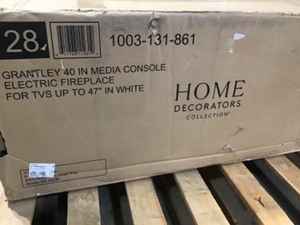 28
1003-131-861
GRANTLEY 40 IN MEDIA CONSOLE
ELECTRIC FIREPLACE
FOR TVS UP TO 47" IN WHITE
HOME
DECORATORS
COLLECTION